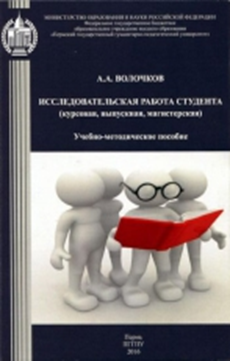 МИНИСТЕРСТВО ОБРАЗОВАНИЯ И НАУКИ РОССИЙСКОЙ ФЕДЕРАЦИИ
Федеральное государственное бюджетное
образовательное учреждение высшего образования
«Пермский государственный гуманитарно-педагогический университет»
А.А. ВОЛОЧКОВ
ИССЛЕДОВАТЕЛЬСКАЯ РАБОТА СТУДЕНТА
(курсовая, выпускная, магистерская)
Учебно-методическое пособие
Пермь
ПГГПУ
2016